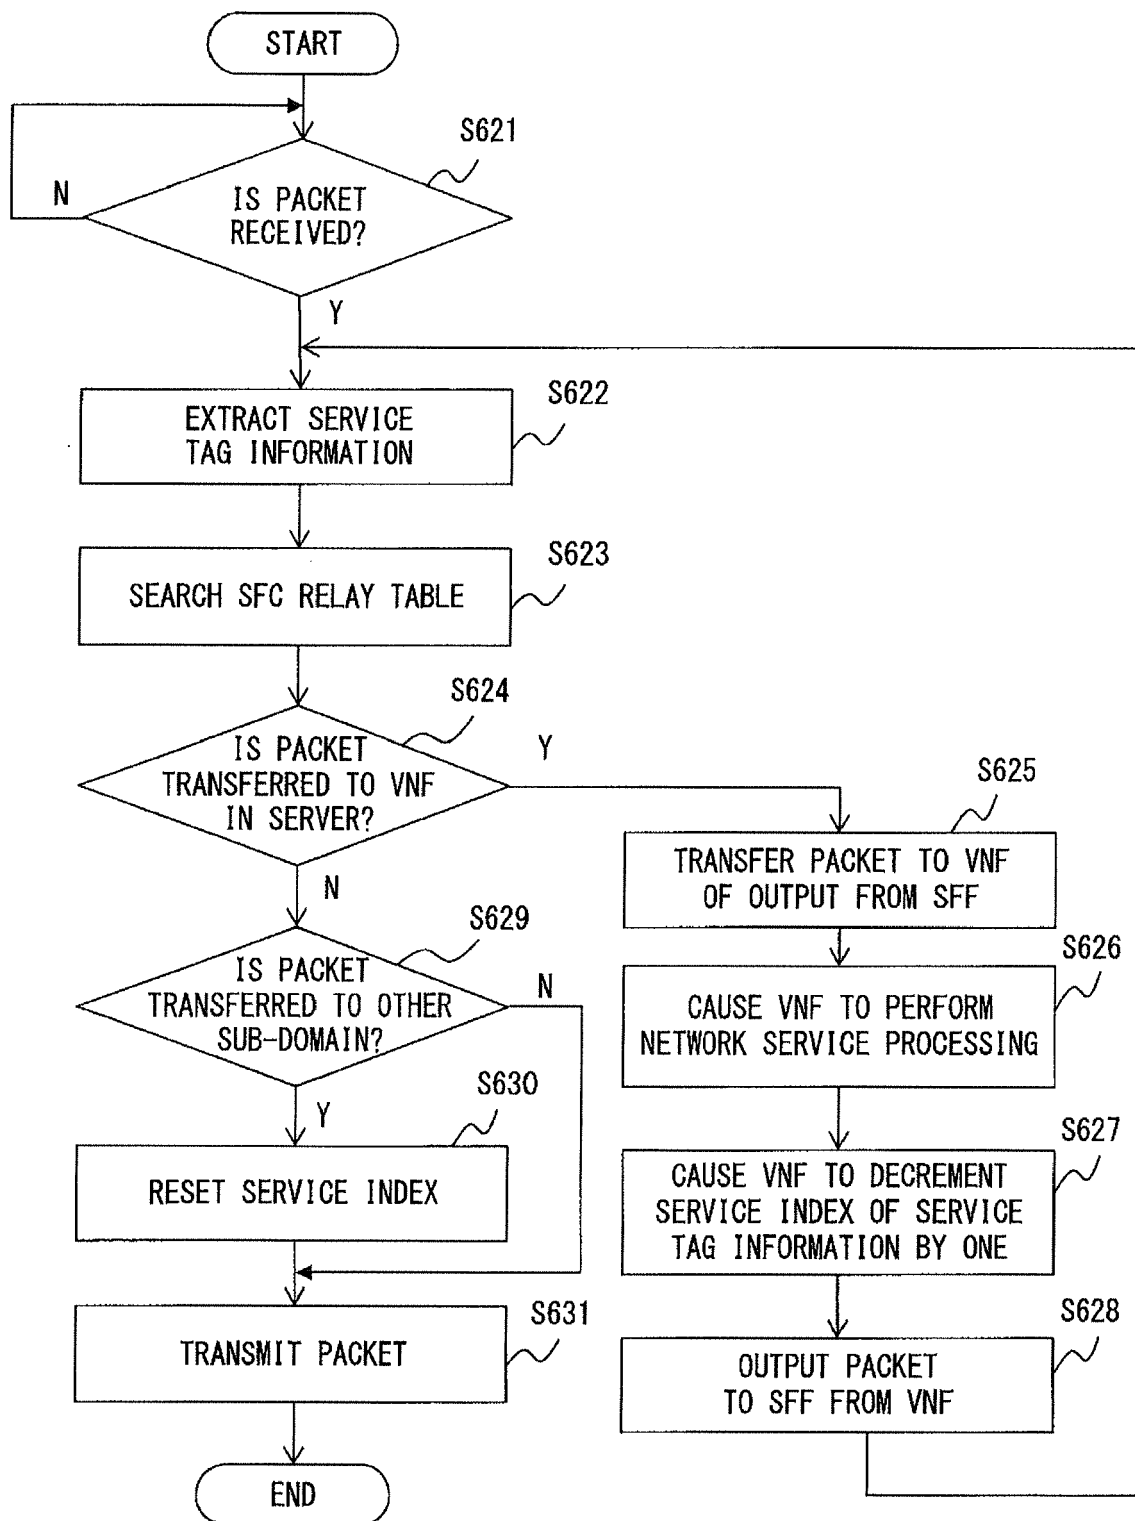 START
S621
N
IS PACKET
RECEIVED?
Y
S622
EXTRACT SERVICE
TAG INFORMATION
S623
SEARCH SFC RELAY TABLE
S624
IS PACKET
TRANSFERRED TO VNF
IN SERVER?
Y
N
S625
TRANSFER PACKET TO VNF
OF OUTPUT FROM SFF
S626
CAUSE VNF TO PERFORM
NETWORK SERVICE PROCESSING
S627
CAUSE VNF TO DECREMENT
SERVICE INDEX OF SERVICE
TAG INFORMATION BY ONE
S628
OUTPUT PACKET
TO SFF FROM VNF
S629
IS PACKET
TRANSFERRED TO OTHER
SUB-DOMAIN?
N
Y
S630
RESET SERVICE INDEX
S631
TRANSMIT PACKET
END